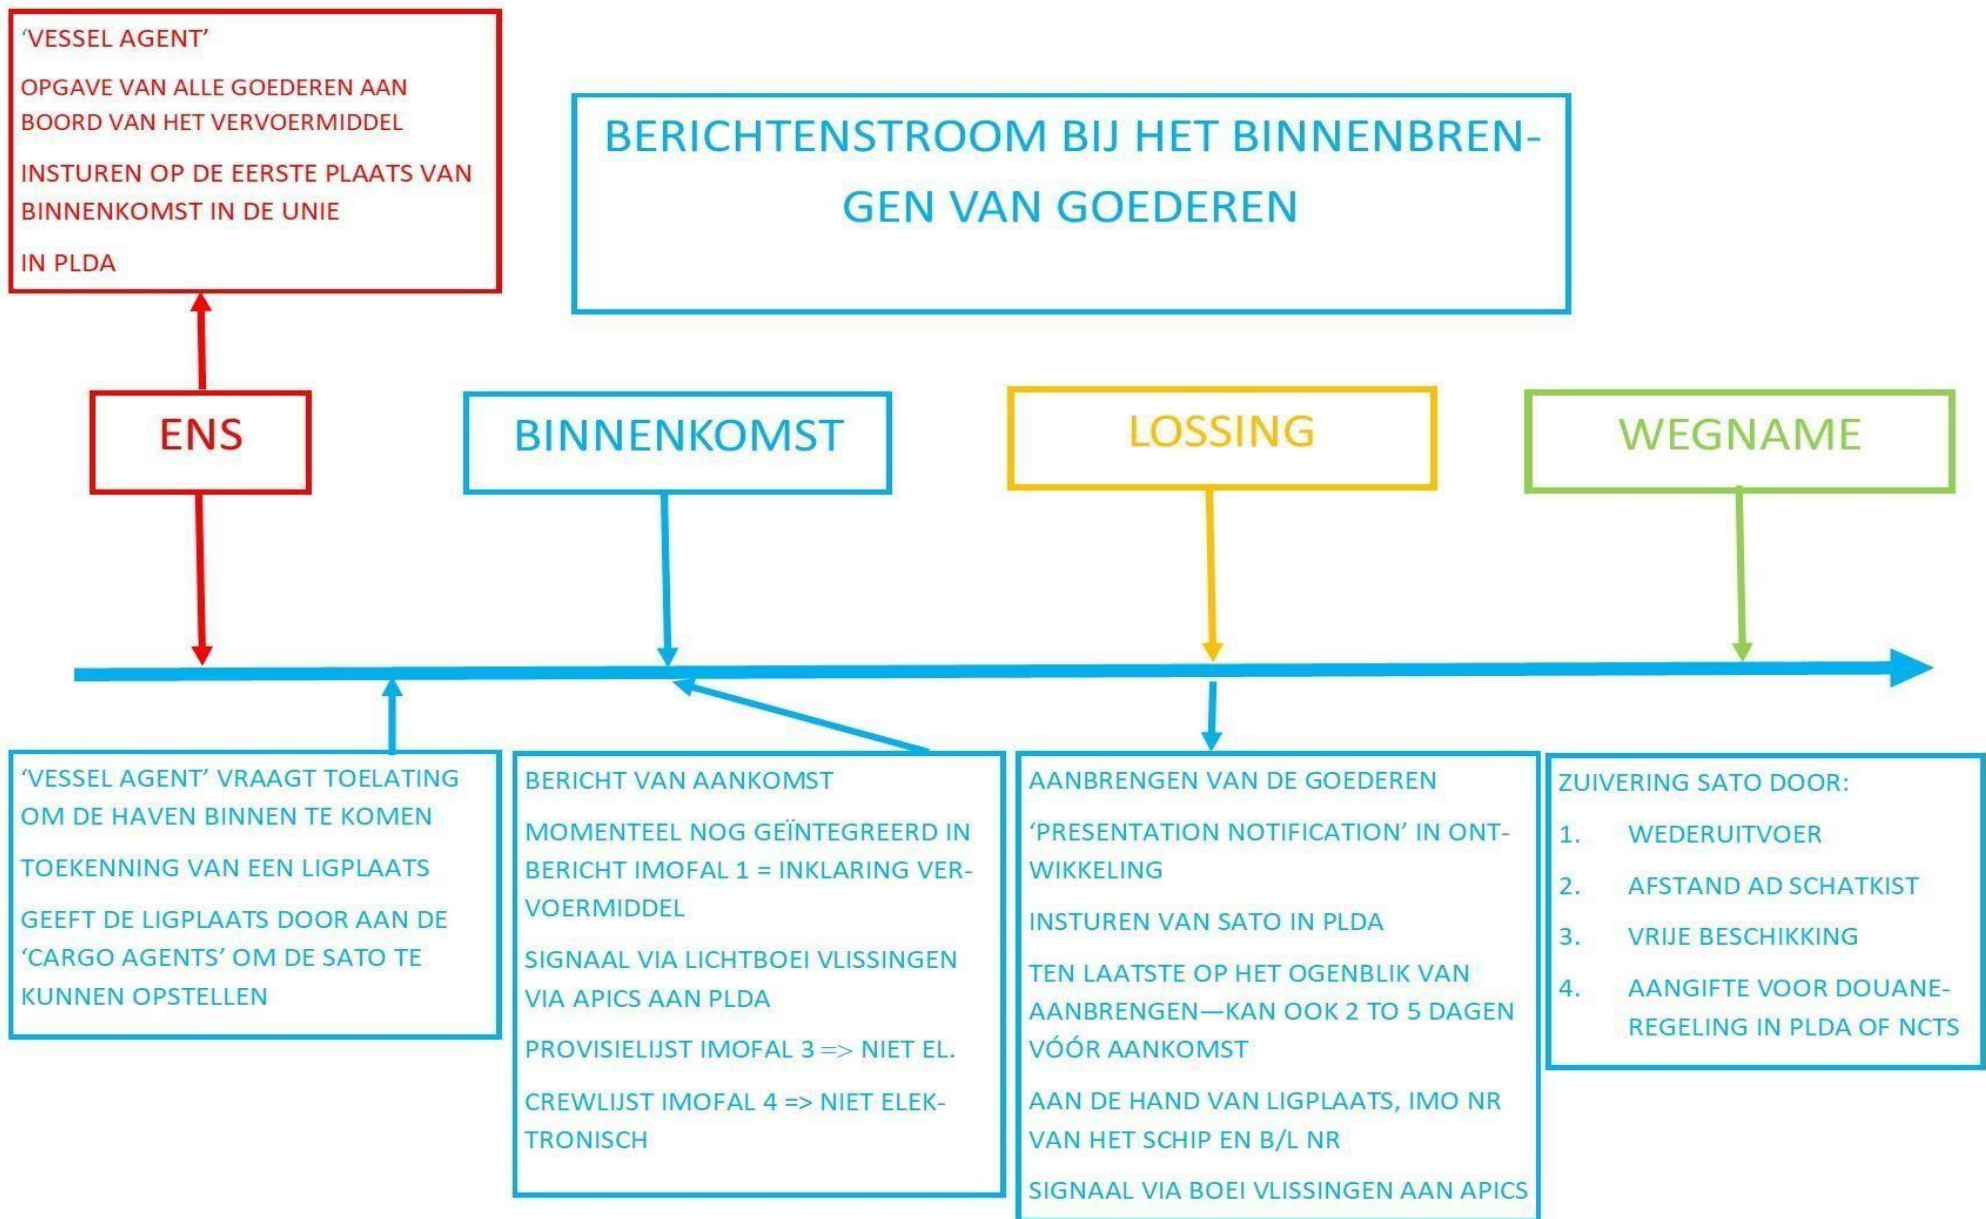 ‘VESSEL AGENT’
OPGAVE VAN ALLE GOEDEREN AAN
BOORD VAN HET VERVOERMIDDEL
INSTUREN OP DE EERSTE PLAATS VAN
BINNENKOMST IN DE UNIE
IN PLDA
BERICHTENSTROOM BIJ HET BINNENBREN-
GEN VAN GOEDEREN
ENS
BINNENKOMST
LOSSING
WEGNAME
‘VESSEL AGENT’ VRAAGT TOELATING
OM DE HAVEN BINNEN TE KOMEN
TOEKENNING VAN EEN LIGPLAATS
GEEFT DE LIGPLAATS DOOR AAN DE
‘CARGO AGENTS’ OM DE SATO TE
KUNNEN OPSTELLEN
BERICHT VAN AANKOMST
MOMENTEEL NOG GEÏNTEGREERD IN
BERICHT IMOFAL 1 = INKLARING VER-
VOERMIDDEL
SIGNAAL VIA LICHTBOEI VLISSINGEN
VIA APICS AAN PLDA
PROVISIELIJST IMOFAL 3 => NIET EL.
CREWLIJST IMOFAL 4 => NIET ELEK-
TRONISCH
AANBRENGEN VAN DE GOEDEREN
‘PRESENTATION NOTIFICATION’ IN ONT-
WIKKELING
INSTUREN VAN SATO IN PLDA
TEN LAATSTE OP HET OGENBLIK VAN
AANBRENGEN—KAN OOK 2 TO 5 DAGEN
VÓÓR AANKOMST
AAN DE HAND VAN LIGPLAATS, IMO NR
VAN HET SCHIP EN B/L NR
SIGNAAL VIA BOEI VLISSINGEN AAN APICS
ZUIVERING SATO DOOR:
1. WEDERUITVOER
2. AFSTAND AD SCHATKIST
3. VRIJE BESCHIKKING
4. AANGIFTE VOOR DOUANE-
REGELING IN PLDA OF NCTS